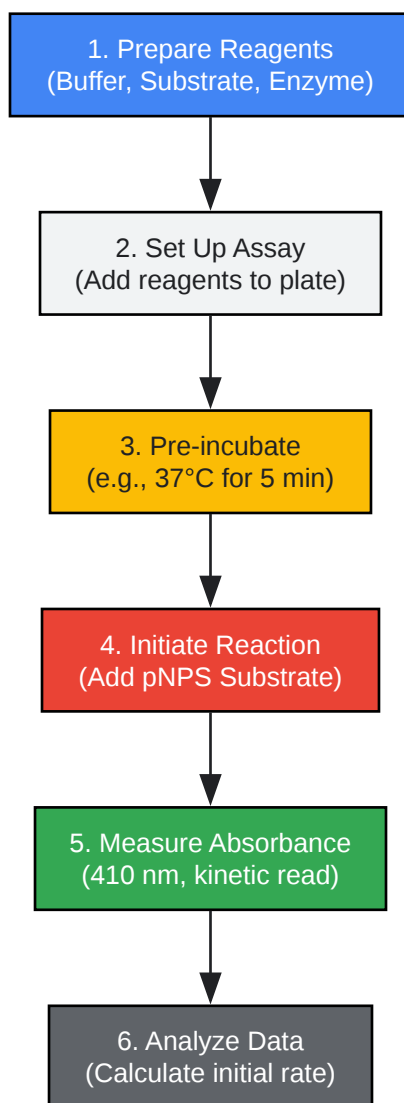 1. Prepare Reagents
(Buffer, Substrate, Enzyme)
2. Set Up Assay
(Add reagents to plate)
3. Pre-incubate
(e.g., 37°C for 5 min)
4. Initiate Reaction
(Add pNPS Substrate)
5. Measure Absorbance
(410 nm, kinetic read)
6. Analyze Data
(Calculate initial rate)